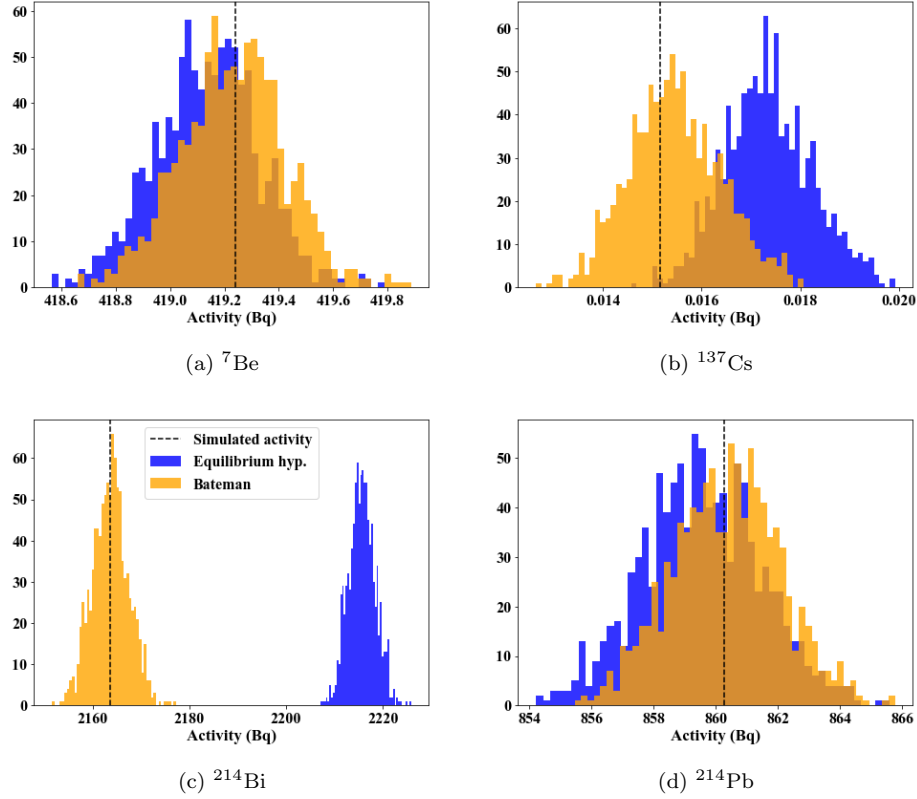 60
50
40
30
20
10
0
418.6 418.8 419.0 419.2 419.4 419.6 419.8
Activity (Bq)
(a) ⁷Be
60
50
40
30
20
10
0
0.014 0.016 0.018 0.020
Activity (Bq)
(b) ¹³⁷Cs
60
50
40
30
20
10
0
Simulated activity
Equilibrium hyp.
Bateman
2160 2180 2200 2220
Activity (Bq)
(c) ²¹⁴Bi
50
40
30
20
10
0
854 856 858 860 862 864 866
Activity (Bq)
(d) ²¹⁴Pb